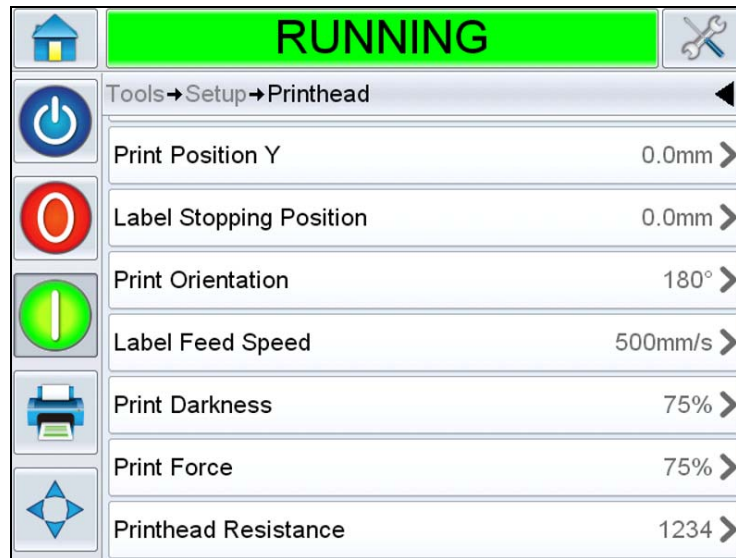 RUNNING
Tools→Setup→Printhead
Print Position Y 0.0mm
Label Stopping Position 0.0mm
Print Orientation 180°
Label Feed Speed 500mm/s
Print Darkness 75%
Print Force 75%
Printhead Resistance 1234